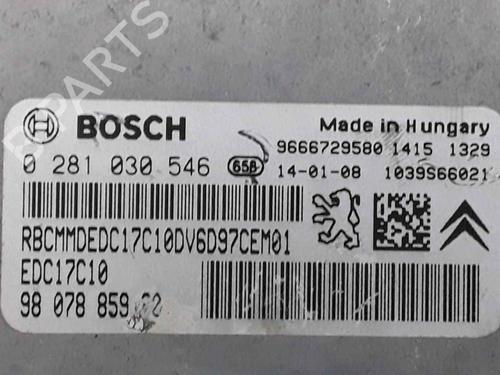 B-PARTS
BOSCH
Made in Hungary
0 281 030 546
658
9666729580 1415 1329
14-01-08 1039S66021
RBCMMDEDC17C10DV6D97CEM01
EDC17C10
98 078 859